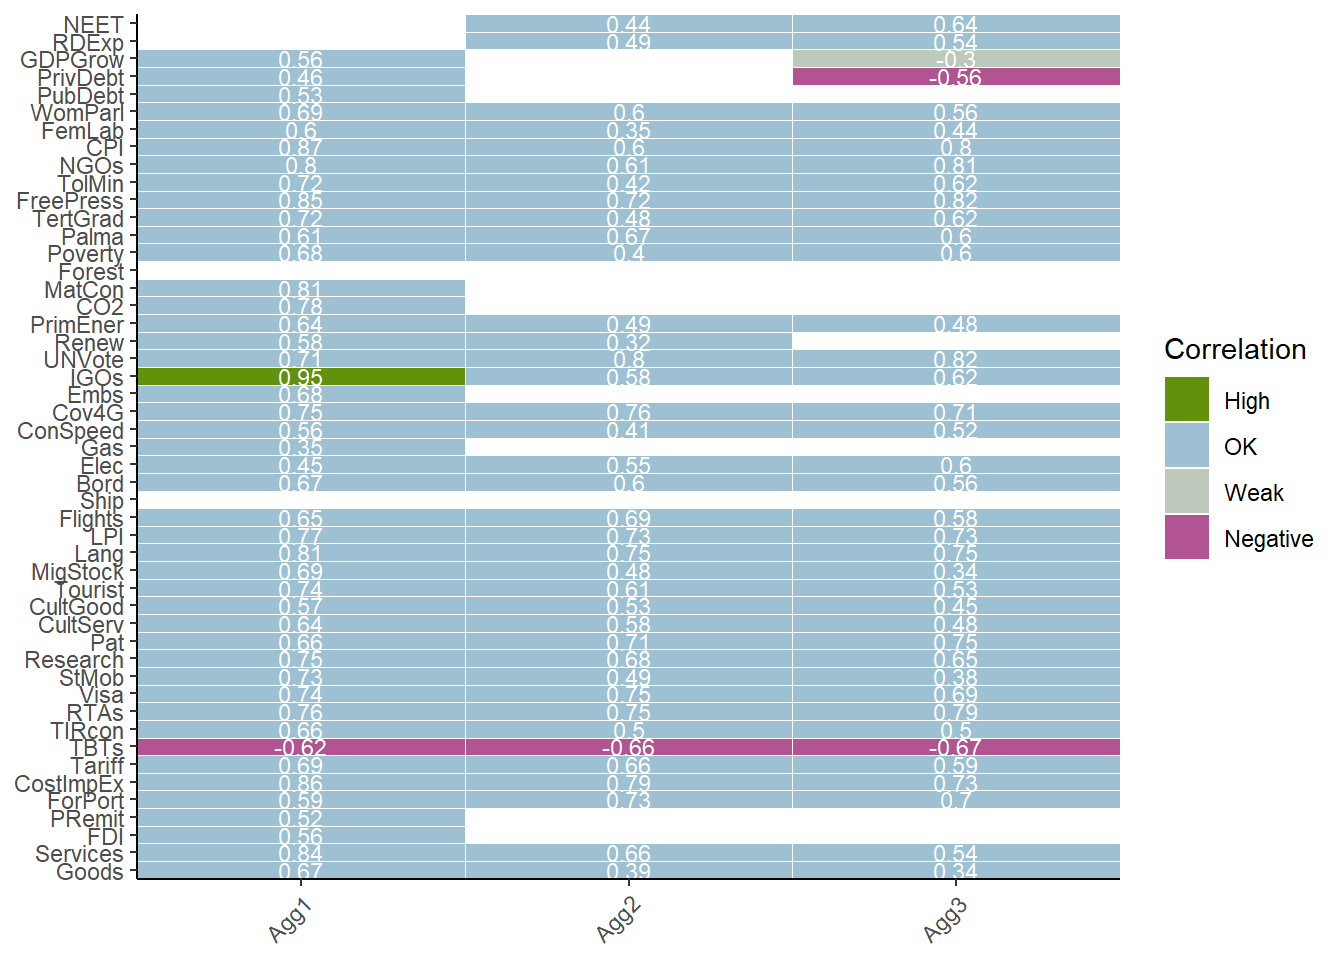 NEET 0.44 0.64
RDExp 0.49 0.54
GDPGrow 0.56 -0.3
PrivDebt 0.46 -0.56
PubDebt 0.53
WomParl 0.69 0.6 0.56
FemLab 0.6 0.35 0.44
CPI 0.87 0.6 0.8
NGOs 0.8 0.61 0.81
TolMin 0.72 0.42 0.62
FreePress 0.85 0.72 0.82
TertGrad 0.72 0.48 0.62
Palma 0.61 0.67 0.6
Poverty 0.68 0.4 0.6
Forest
MatCon 0.81
CO2 0.78
PrimEner 0.64 0.49 0.48
Renew 0.58 0.32
UNVote 0.71 0.8 0.82
IGOs 0.95 0.58 0.62
Embs 0.68
Cov4G 0.75 0.76 0.71
ConSpeed 0.56 0.41 0.52
Gas 0.35
Elec 0.45 0.55 0.6
Bord 0.67 0.6 0.56
Ship
Flights 0.65 0.69 0.58
LPI 0.77 0.73 0.73
Lang 0.81 0.75 0.75
MigStock 0.69 0.48 0.34
Tourist 0.74 0.61 0.53
CultGood 0.57 0.53 0.45
CultServ 0.64 0.58 0.48
Pat 0.66 0.71 0.75
Research 0.75 0.68 0.65
StMob 0.73 0.49 0.38
Visa 0.74 0.75 0.69
RTAs 0.76 0.75 0.79
TIRcon 0.66 0.5 0.5
TBTs -0.62 -0.66 -0.67
Tariff 0.69 0.66 0.59
CostImpEx 0.86 0.79 0.73
ForPort 0.59 0.73 0.7
PRemit 0.52
FDI 0.56
Services 0.84 0.66 0.54
Goods 0.67 0.39 0.34
Agg1 Agg2 Agg3
Correlation
High
OK
Weak
Negative